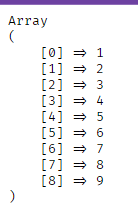 Array
(
    [0] => 1
    [1] => 2
    [2] => 3
    [3] => 4
    [4] => 5
    [5] => 6
    [6] => 7
    [7] => 8
    [8] => 9
)